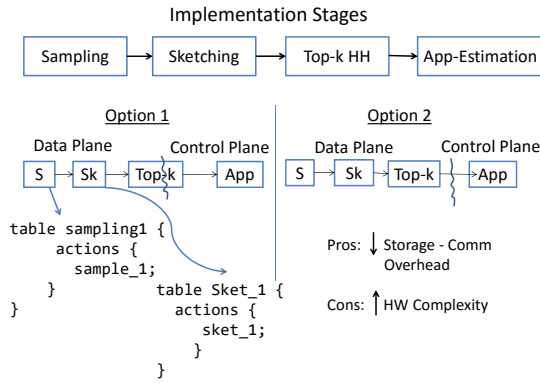 Implementation Stages
Sampling
Sketching
Top-k HH
App-Estimation
Option 1
Data Plane
Control Plane
S
Sk
Top-k
App
table sampling1 {
actions {
sample_1;
}
}
table Sket_1 {
actions {
sket_1;
}
}
Option 2
Data Plane
Control Plane
S
Sk
Top-k
App
Pros: ↓ Storage - Comm
Overhead
Cons: ↑ HW Complexity